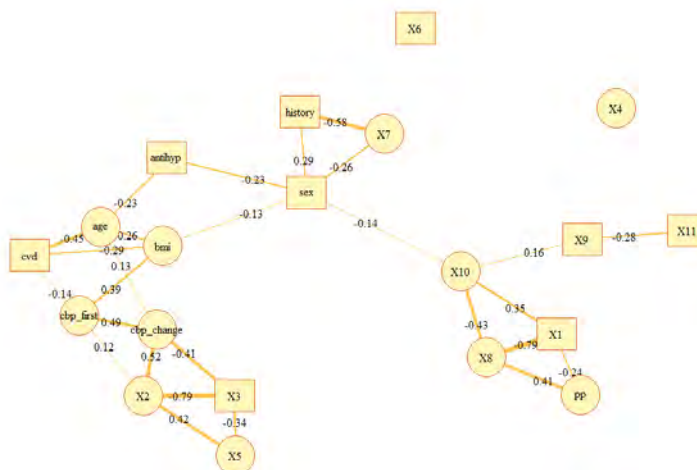 X6
X4
history
-0.58
X7
antihyp
0.29
-0.26
-0.23
sex
-0.23
-0.13
age
-0.14
X9
-0.28
X11
-0.45
-0.26
bmi
0.16
cvd
-0.29
0.13
X10
-0.14
0.39
cbp_first
0.49
cbp_change
0.35
-0.43
X1
0.12
0.52
-0.41
X8
-0.79
-0.24
0.41
PP
X2
-0.79
X3
0.42
-0.34
X5